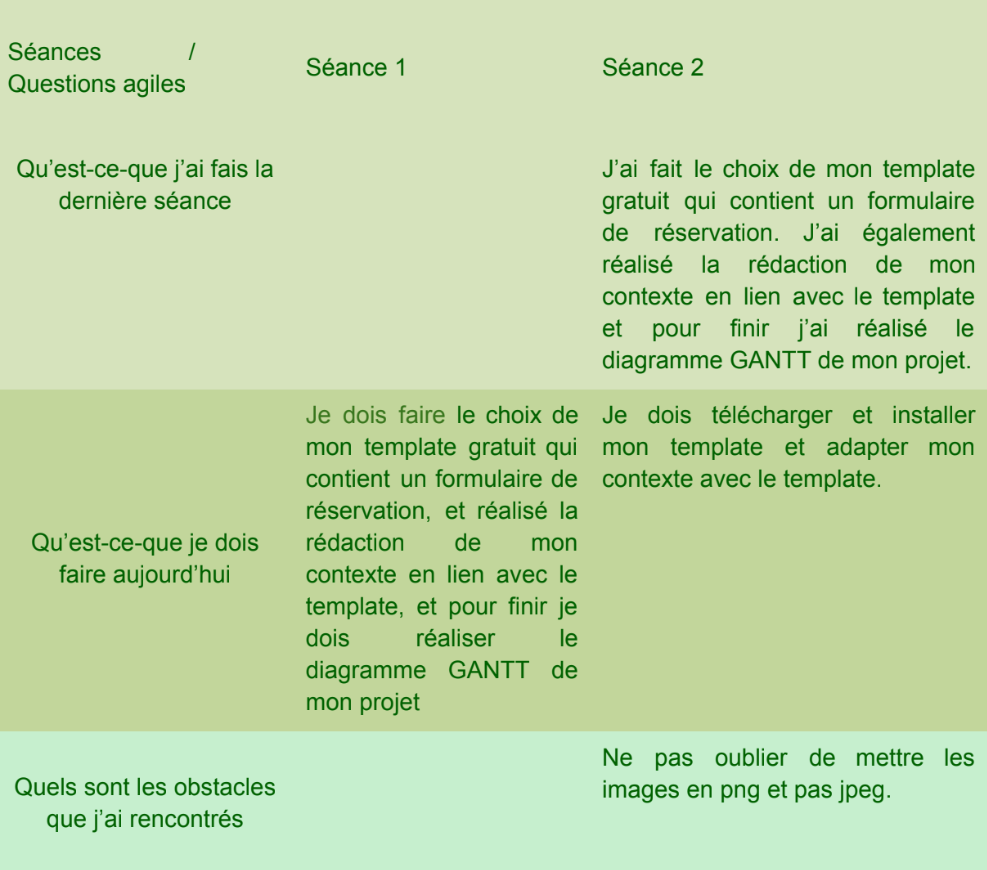 Séances /
Questions agiles
Séance 1
Séance 2
Qu’est-ce-que j’ai fais la
dernière séance
J’ai fait le choix de mon template
gratuit qui contient un formulaire
de réservation. J’ai également
réalisé la rédaction de mon
contexte en lien avec le template
et pour finir j’ai réalisé le
diagramme GANTT de mon projet.
Qu’est-ce-que je dois
faire aujourd’hui
Je dois faire le choix de
mon template gratuit qui
contient un formulaire de
réservation, et réalisé la
rédaction de mon
contexte en lien avec le
template, et pour finir je
dois réaliser le
diagramme GANTT de
mon projet
Je dois télécharger et installer
mon template et adapter mon
contexte avec le template.
Quels sont les obstacles
que j’ai rencontrés
Ne pas oublier de mettre les
images en png et pas jpeg.